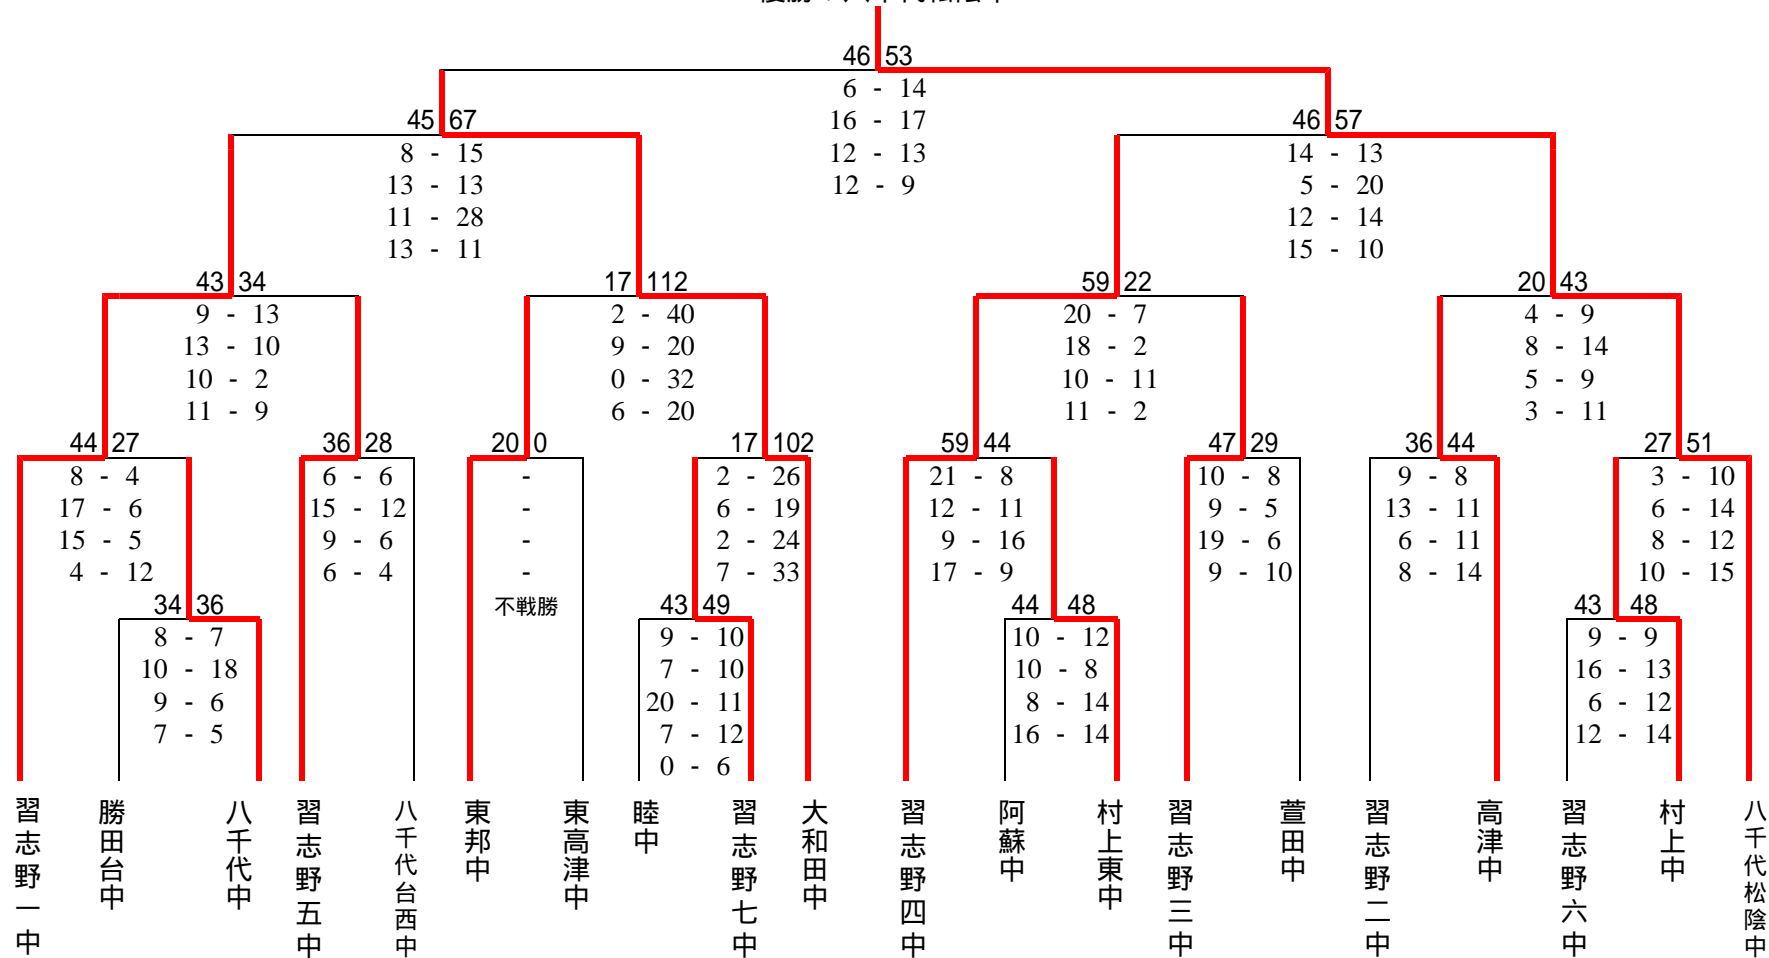 46 53
6 - 14
16 - 17
12 - 13
12 - 9
45 67
8 - 15
13 - 13
11 - 28
13 - 11
46 57
14 - 13
5 - 20
12 - 14
15 - 10
43 34
9 - 13
13 - 10
10 - 2
11 - 9
17 112
2 - 40
9 - 20
0 - 32
6 - 20
59 22
20 - 7
18 - 2
10 - 11
11 - 2
20 43
4 - 9
8 - 14
5 - 9
3 - 11
44 27
8 - 4
17 - 6
15 - 5
4 - 12
36 28
6 - 6
15 - 12
9 - 6
6 - 4
20 0
-
-
-
-
不戦勝
17 102
2 - 26
6 - 19
2 - 24
7 - 33
59 44
21 - 8
12 - 11
9 - 16
17 - 9
47 29
10 - 8
9 - 5
19 - 6
9 - 10
36 44
9 - 8
13 - 11
6 - 11
8 - 14
27 51
3 - 10
6 - 14
8 - 12
10 - 15
34 36
8 - 7
10 - 18
9 - 6
7 - 5
43 49
9 - 10
7 - 10
20 - 11
7 - 12
0 - 6
44 48
10 - 12
10 - 8
8 - 14
16 - 14
43 48
9 - 9
16 - 13
6 - 12
12 - 14
習志野一中
勝田台中
八千代中
習志野五中
八千代台西中
東邦中
東高津中
睦中
習志野七中
大和田中
習志野四中
阿蘇中
村上東中
習志野三中
萱田中
習志野二中
高津中
習志野六中
村上中
八千代松陰中